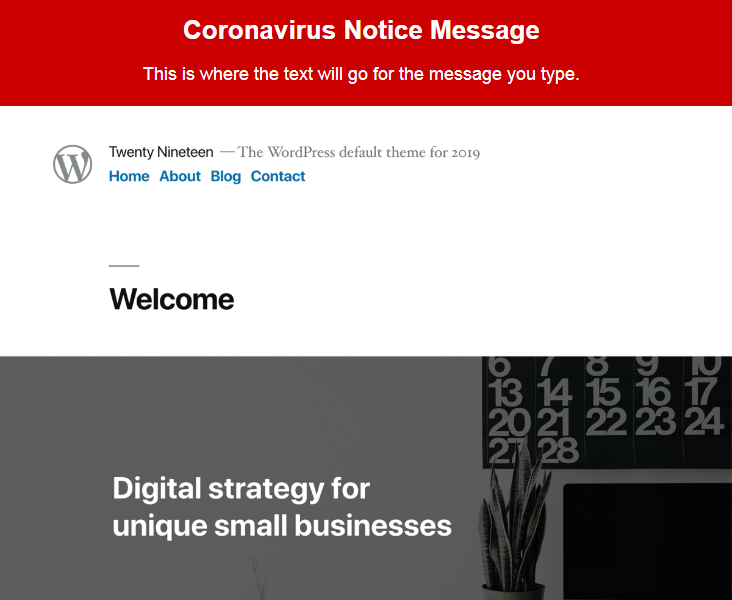 Coronavirus Notice Message
This is where the text will go for the message you type.
Twenty Nineteen — The WordPress default theme for 2019
Home About Blog Contact
Welcome
6 7 8 9 10
13 14 15 16 17
20 21 22 23 24
27 28
Digital strategy for
unique small businesses